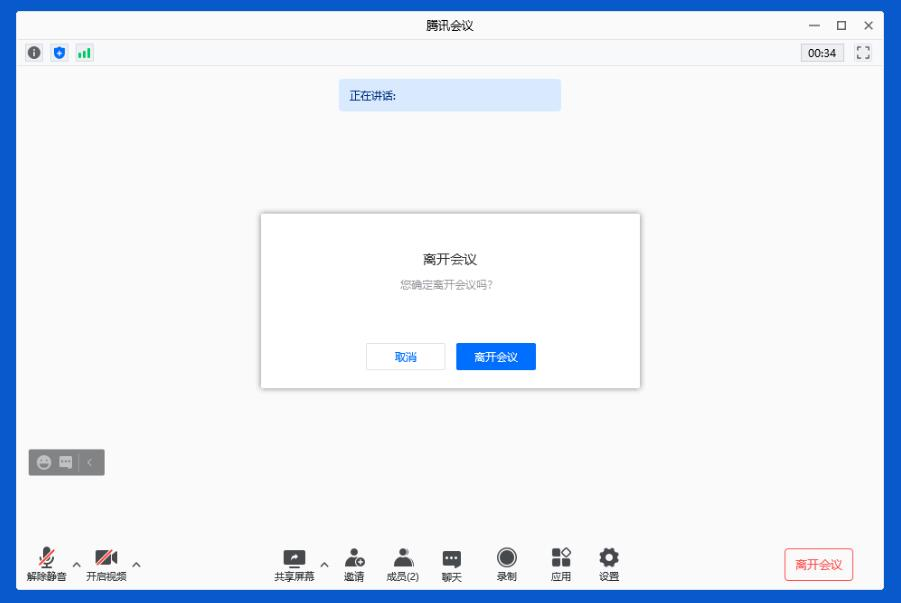 腾讯会议
00:34
正在讲话:
离开会议
您确定离开会议吗?
取消
离开会议
解除静音
开启视频
共享屏幕
邀请
成员(2)
聊天
录制
应用
设置
离开会议